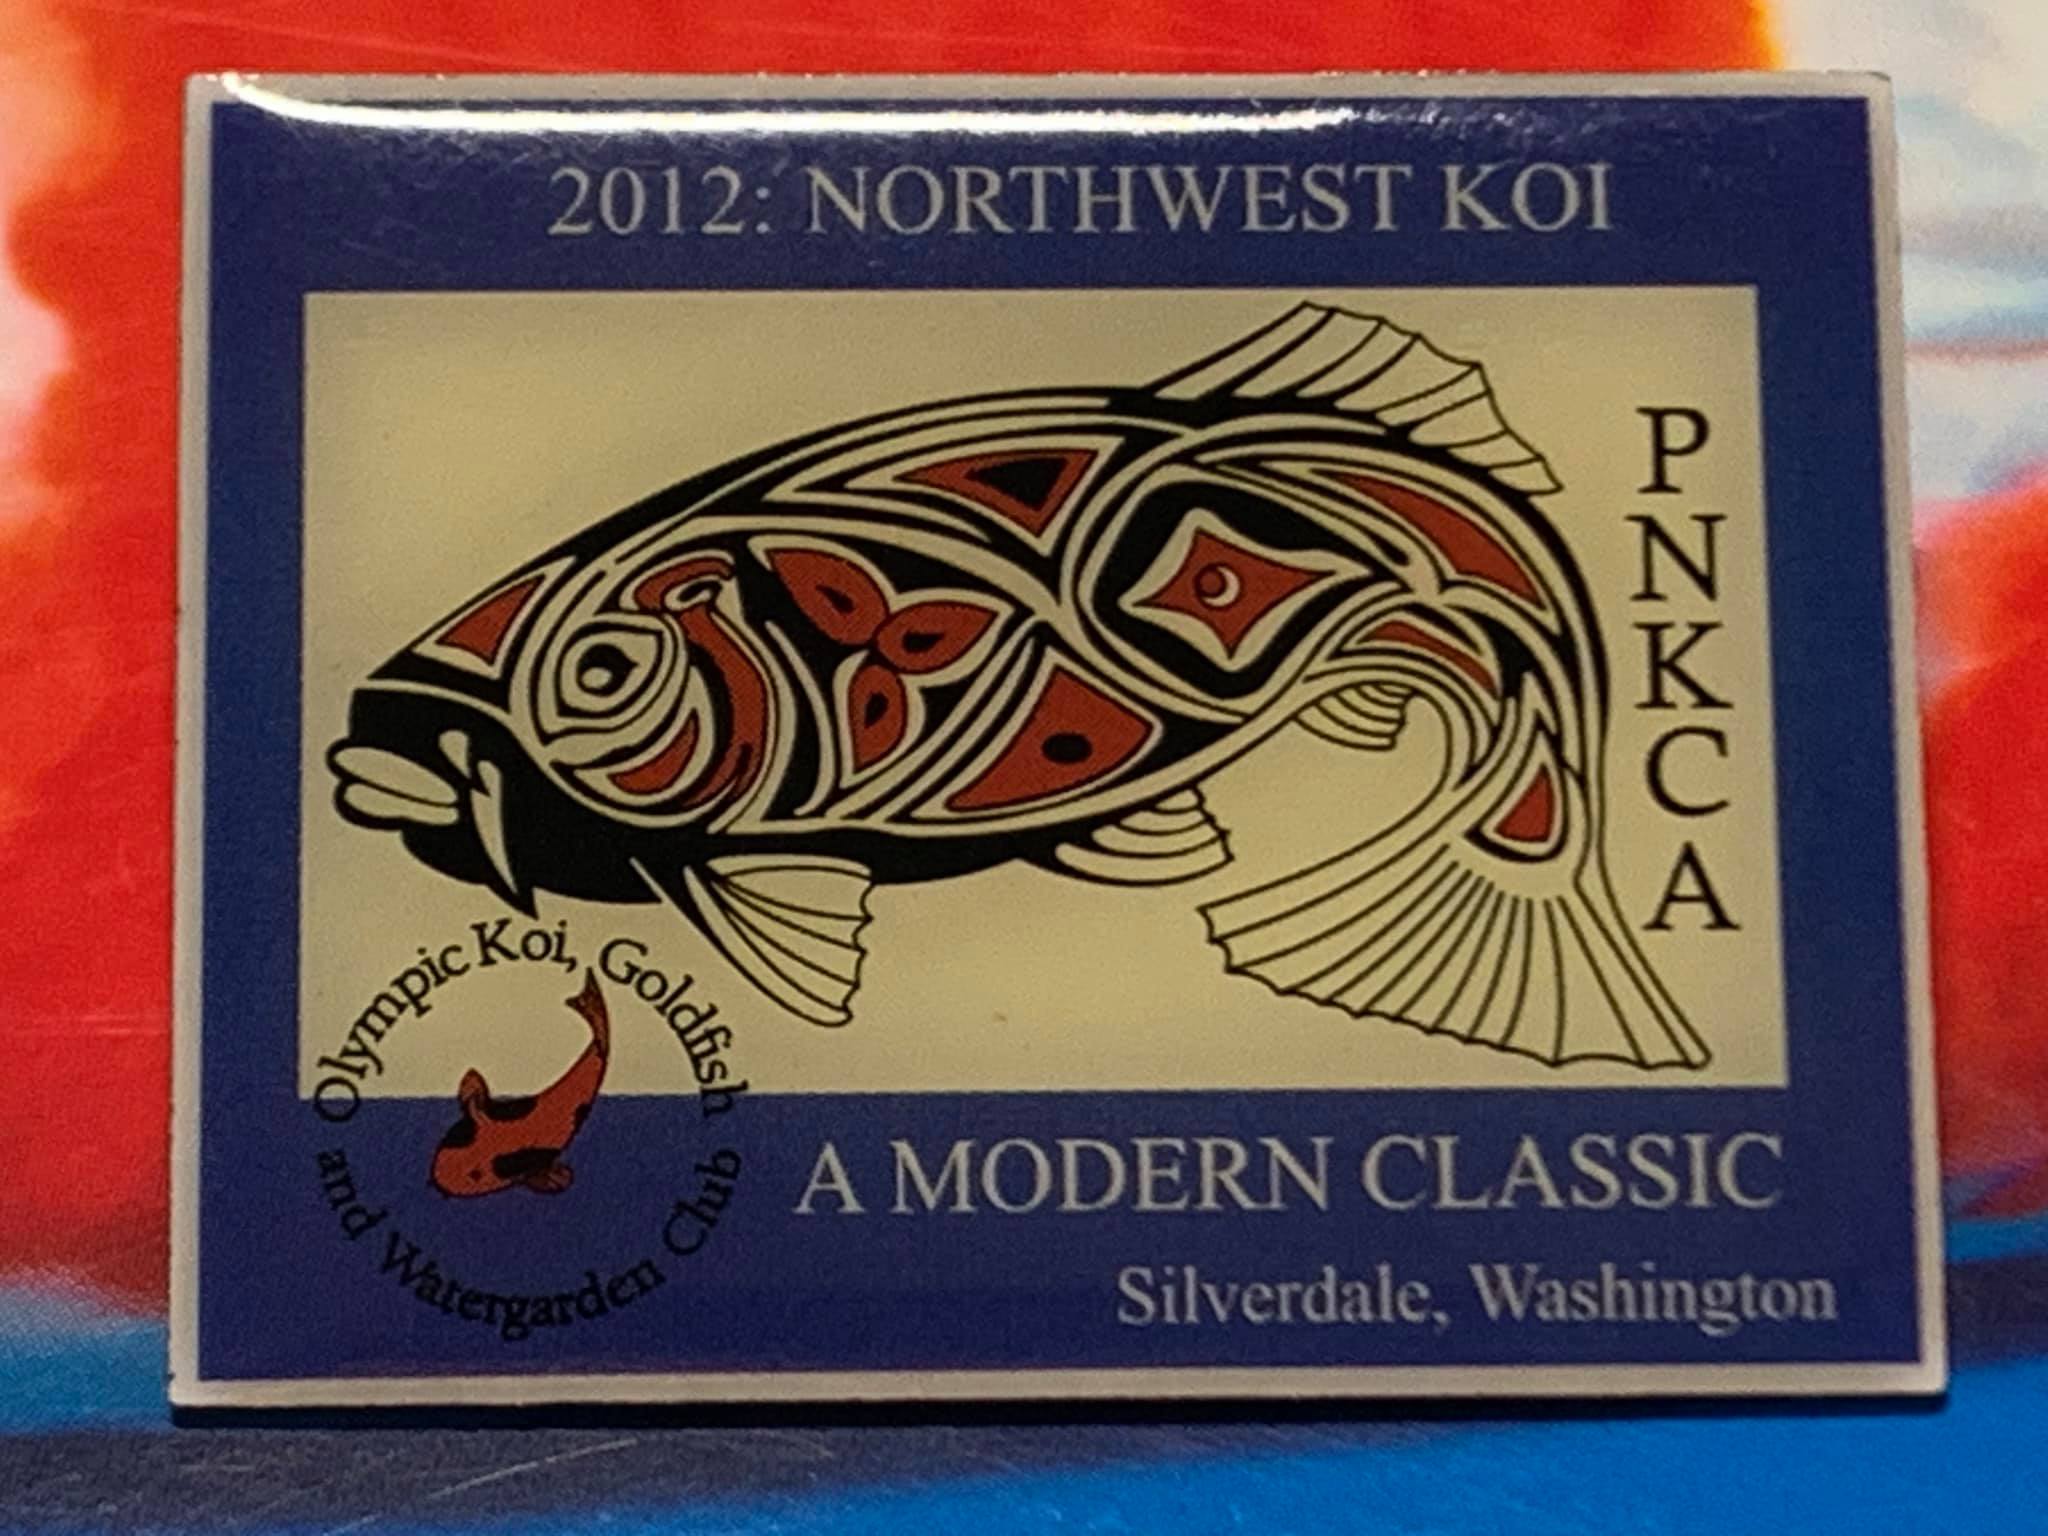 2012: NORTHWEST KOI
PNKCA
Olympic Koi, Goldfish
and Watergarden Club
A MODERN CLASSIC
Silverdale, Washington